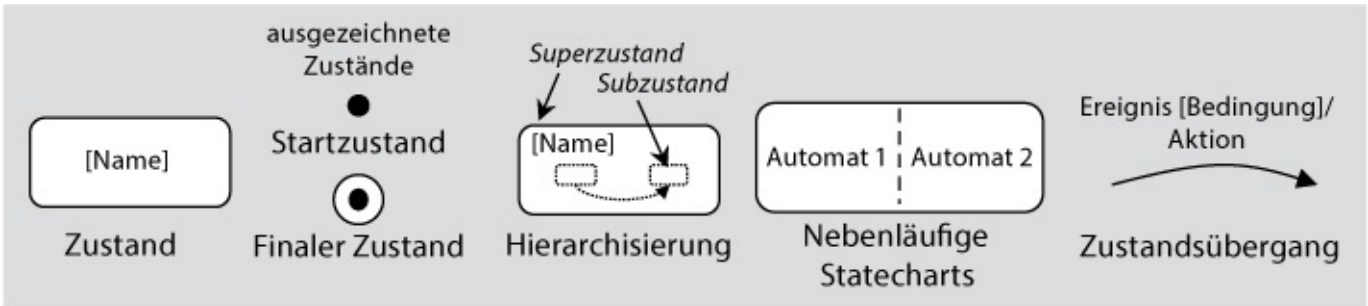 [Name]
Zustand
ausgezeichnete
Zustände
Startzustand
Finaler Zustand
Superzustand
Subzustand
[Name]
Hierarchisierung
Automat 1
Automat 2
Nebenläufige
Statecharts
Ereignis [Bedingung]/
Aktion
Zustandsübergang